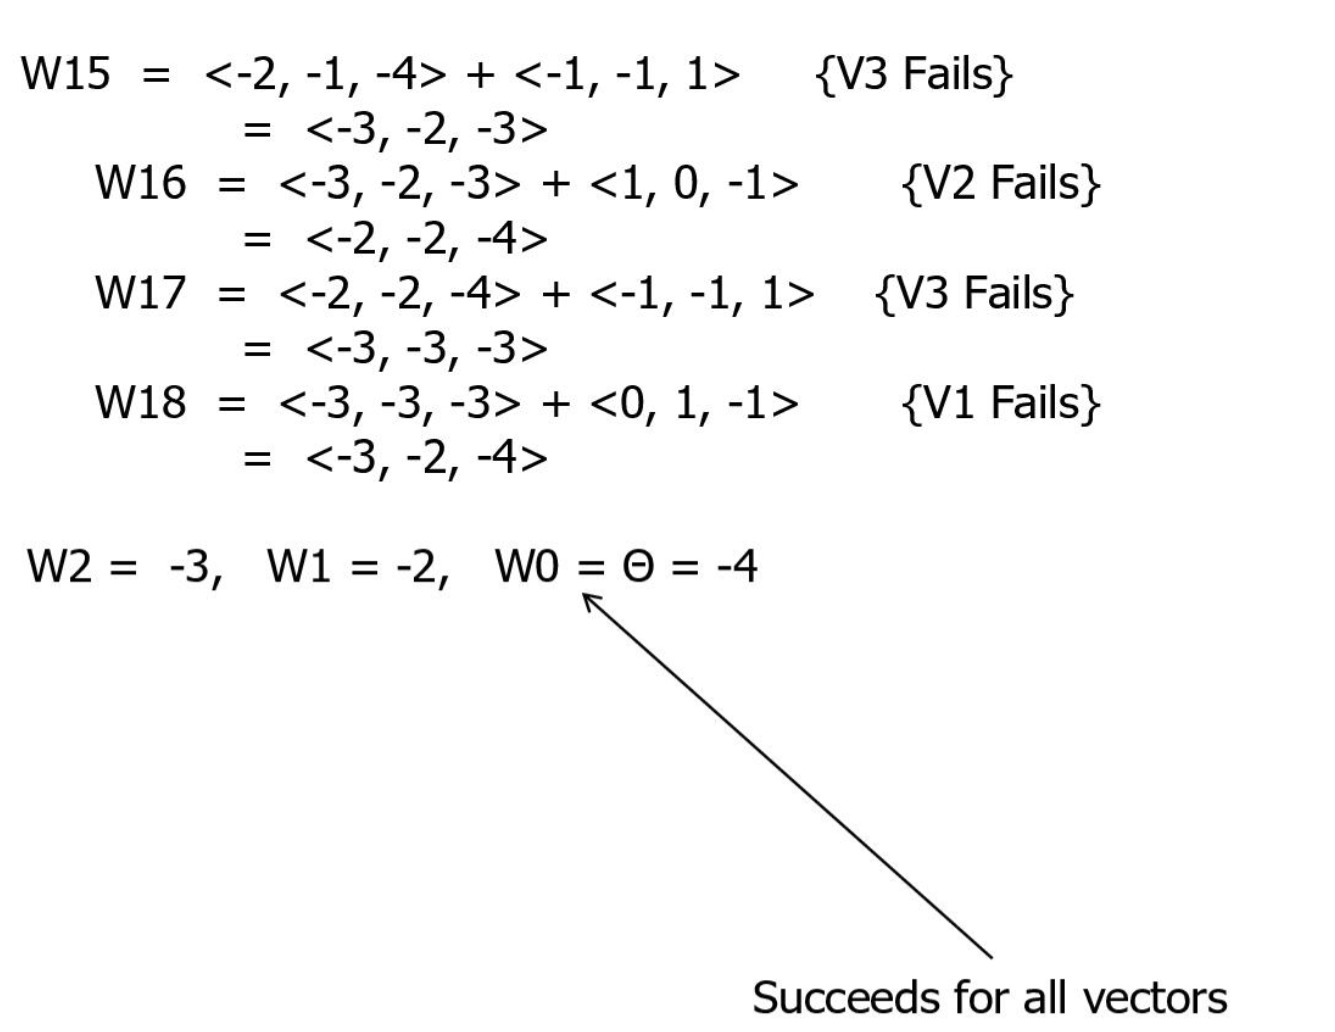 W15 = <-2, -1, -4> + <-1, -1, 1> {V3 Fails}
= <-3, -2, -3>
W16 = <-3, -2, -3> + <1, 0, -1> {V2 Fails}
= <-2, -2, -4>
W17 = <-2, -2, -4> + <-1, -1, 1> {V3 Fails}
= <-3, -3, -3>
W18 = <-3, -3, -3> + <0, 1, -1> {V1 Fails}
= <-3, -2, -4>
W2 = -3, W1 = -2, W0 = Θ = -4
Succeeds for all vectors